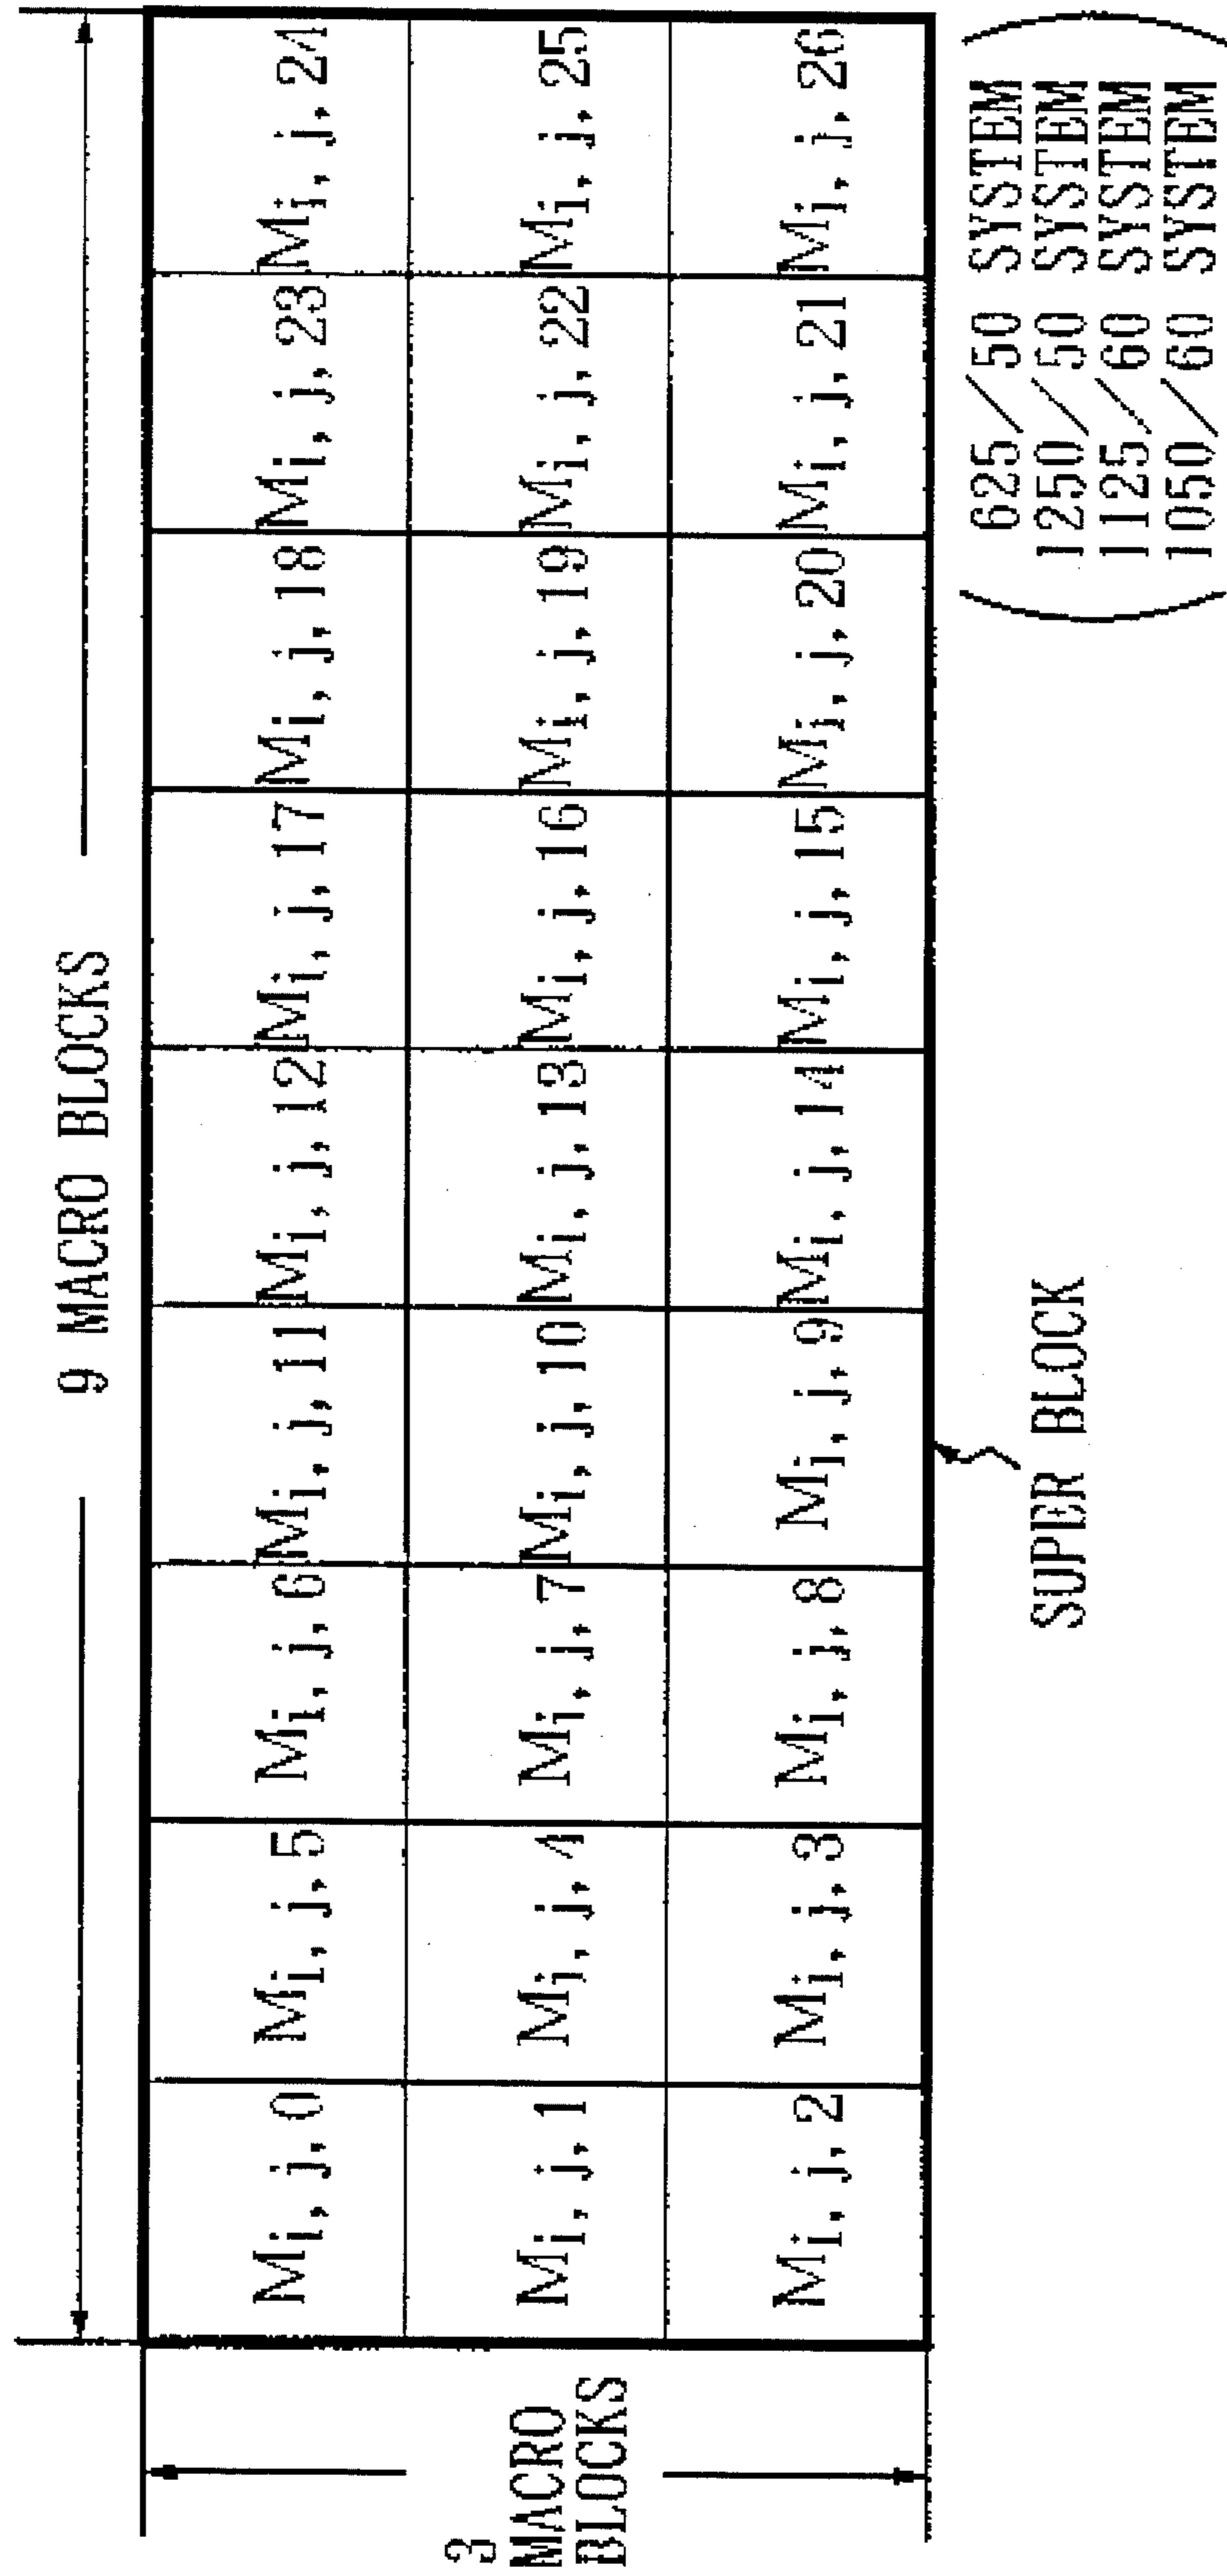 9 MACRO BLOCKS
3
MACRO
BLOCKS
Mi, j, 0 Mi, j, 5 Mi, j, 6 Mi, j, 11 Mi, j, 12 Mi, j, 17 Mi, j, 18 Mi, j, 23 Mi, j, 24
Mi, j, 1 Mi, j, 4 Mi, j, 7 Mi, j, 10 Mi, j, 13 Mi, j, 16 Mi, j, 19 Mi, j, 22 Mi, j, 25
Mi, j, 2 Mi, j, 3 Mi, j, 8 Mi, j, 9 Mi, j, 14 Mi, j, 15 Mi, j, 20 Mi, j, 21 Mi, j, 26
SUPER BLOCK
625/50 SYSTEM
1250/50 SYSTEM
1125/60 SYSTEM
1050/60 SYSTEM